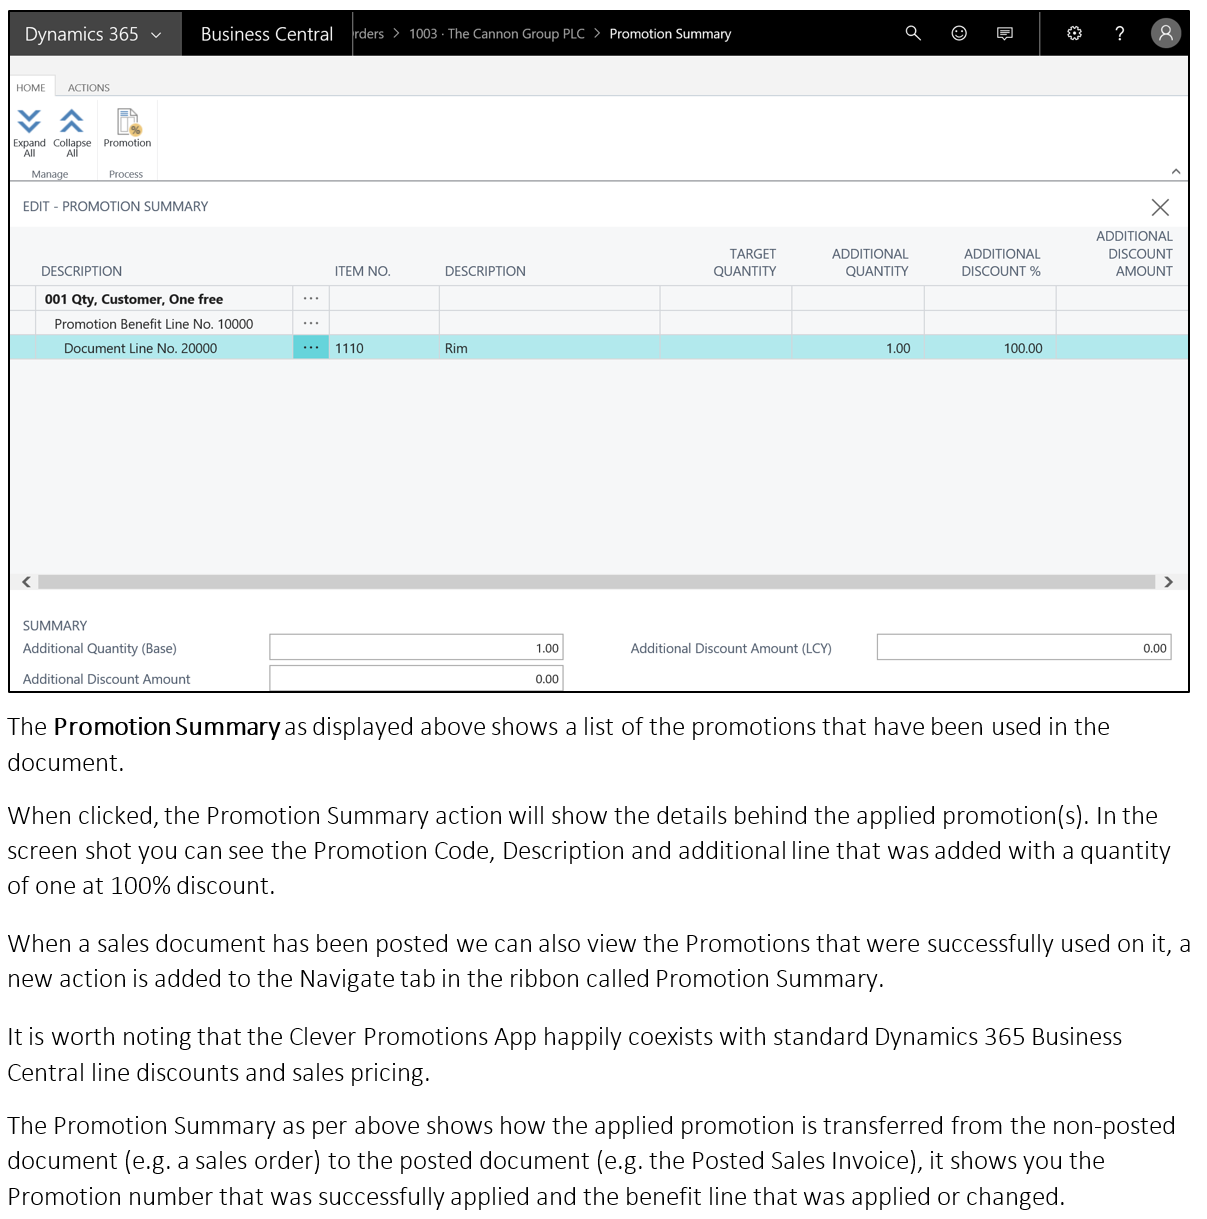 Dynamics 365 Business Central rders > 1003 · The Cannon Group PLC > Promotion Summary ?
HOME ACTIONS
Expand All Collapse All Promotion
Manage Process
EDIT - PROMOTION SUMMARY
DESCRIPTION ITEM NO. DESCRIPTION TARGET QUANTITY ADDITIONAL QUANTITY ADDITIONAL DISCOUNT % ADDITIONAL DISCOUNT AMOUNT
001 Qty, Customer, One free ...
Promotion Benefit Line No. 10000 ...
Document Line No. 20000 ... 1110 Rim 1.00 100.00
SUMMARY
Additional Quantity (Base) 1.00 Additional Discount Amount (LCY) 0.00
Additional Discount Amount 0.00
The Promotion Summary as displayed above shows a list of the promotions that have been used in the
document.
When clicked, the Promotion Summary action will show the details behind the applied promotion(s). In the
screen shot you can see the Promotion Code, Description and additional line that was added with a quantity
of one at 100% discount.
When a sales document has been posted we can also view the Promotions that were successfully used on it, a
new action is added to the Navigate tab in the ribbon called Promotion Summary.
It is worth noting that the Clever Promotions App happily coexists with standard Dynamics 365 Business
Central line discounts and sales pricing.
The Promotion Summary as per above shows how the applied promotion is transferred from the non-posted
document (e.g. a sales order) to the posted document (e.g. the Posted Sales Invoice), it shows you the
Promotion number that was successfully applied and the benefit line that was applied or changed.